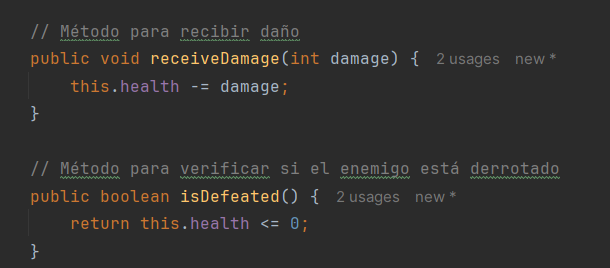 // Método para recibir daño
public void receiveDamage(int damage) { 2 usages new *
this.health -= damage;
}
// Método para verificar si el enemigo está derrotado
public boolean isDefeated() { 2 usages new *
return this.health <= 0;
}